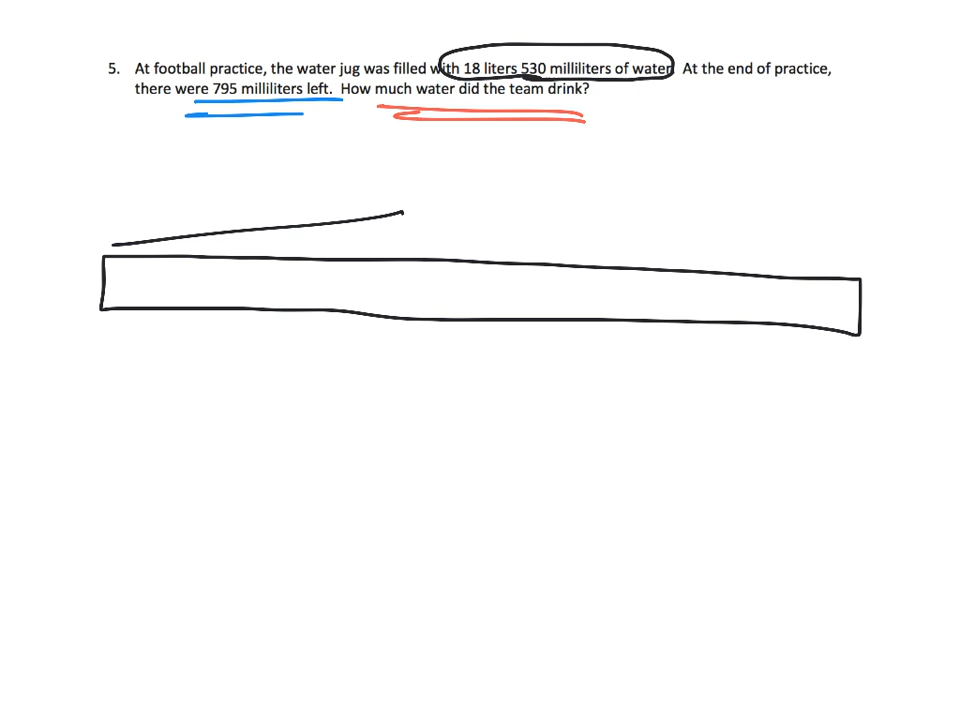 5. At football practice, the water jug was filled with 18 liters 530 milliliters of water. At the end of practice,
there were 795 milliliters left. How much water did the team drink?